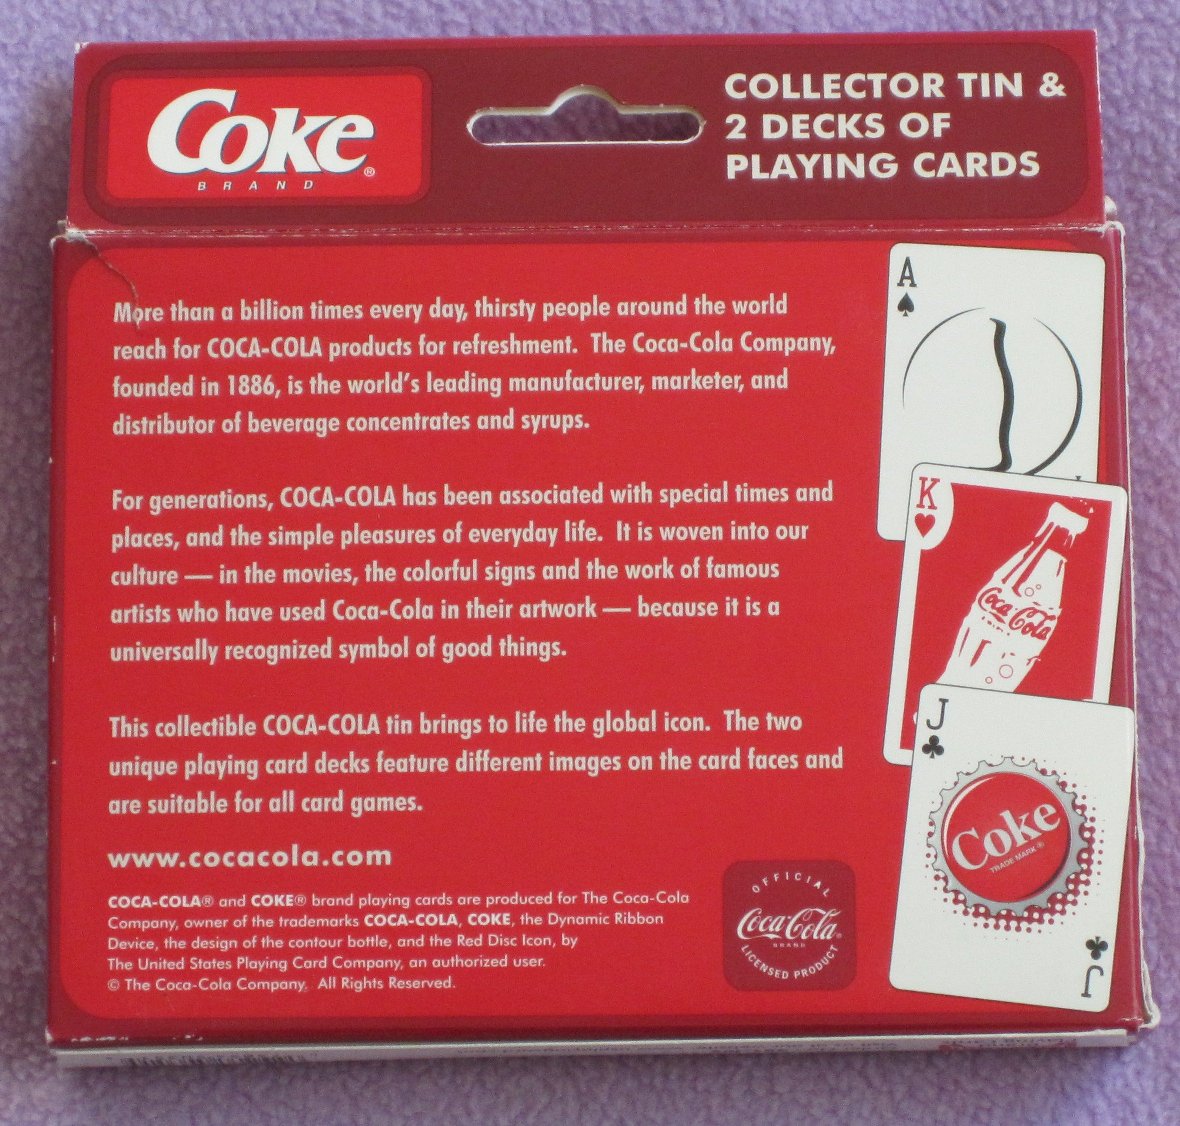 Coke®
BRAND
COLLECTOR TIN &
2 DECKS OF
PLAYING CARDS
More than a billion times every day, thirsty people around the world
reach for COCA-COLA products for refreshment. The Coca-Cola Company,
founded in 1886, is the world's leading manufacturer, marketer, and
distributor of beverage concentrates and syrups.
For generations, COCA-COLA has been associated with special times and
places, and the simple pleasures of everyday life. It is woven into our
culture — in the movies, the colorful signs and the work of famous
artists who have used Coca-Cola in their artwork — because it is a
universally recognized symbol of good things.
This collectible COCA-COLA tin brings to life the global icon. The two
unique playing card decks feature different images on the card faces and
are suitable for all card games.
www.cocacola.com
COCA-COLA® and COKE® brand playing cards are produced for The Coca-Cola
Company, owner of the trademarks COCA-COLA, COKE, the Dynamic Ribbon
Device, the design of the contour bottle, and the Red Disc Icon, by
The United States Playing Card Company, an authorized user.
© The Coca-Cola Company. All Rights Reserved.
OFFICIAL
Coca-Cola®
BRAND
LICENSED PRODUCT
A
K
Coca-Cola
J
Coke
TRADE MARK ®
J